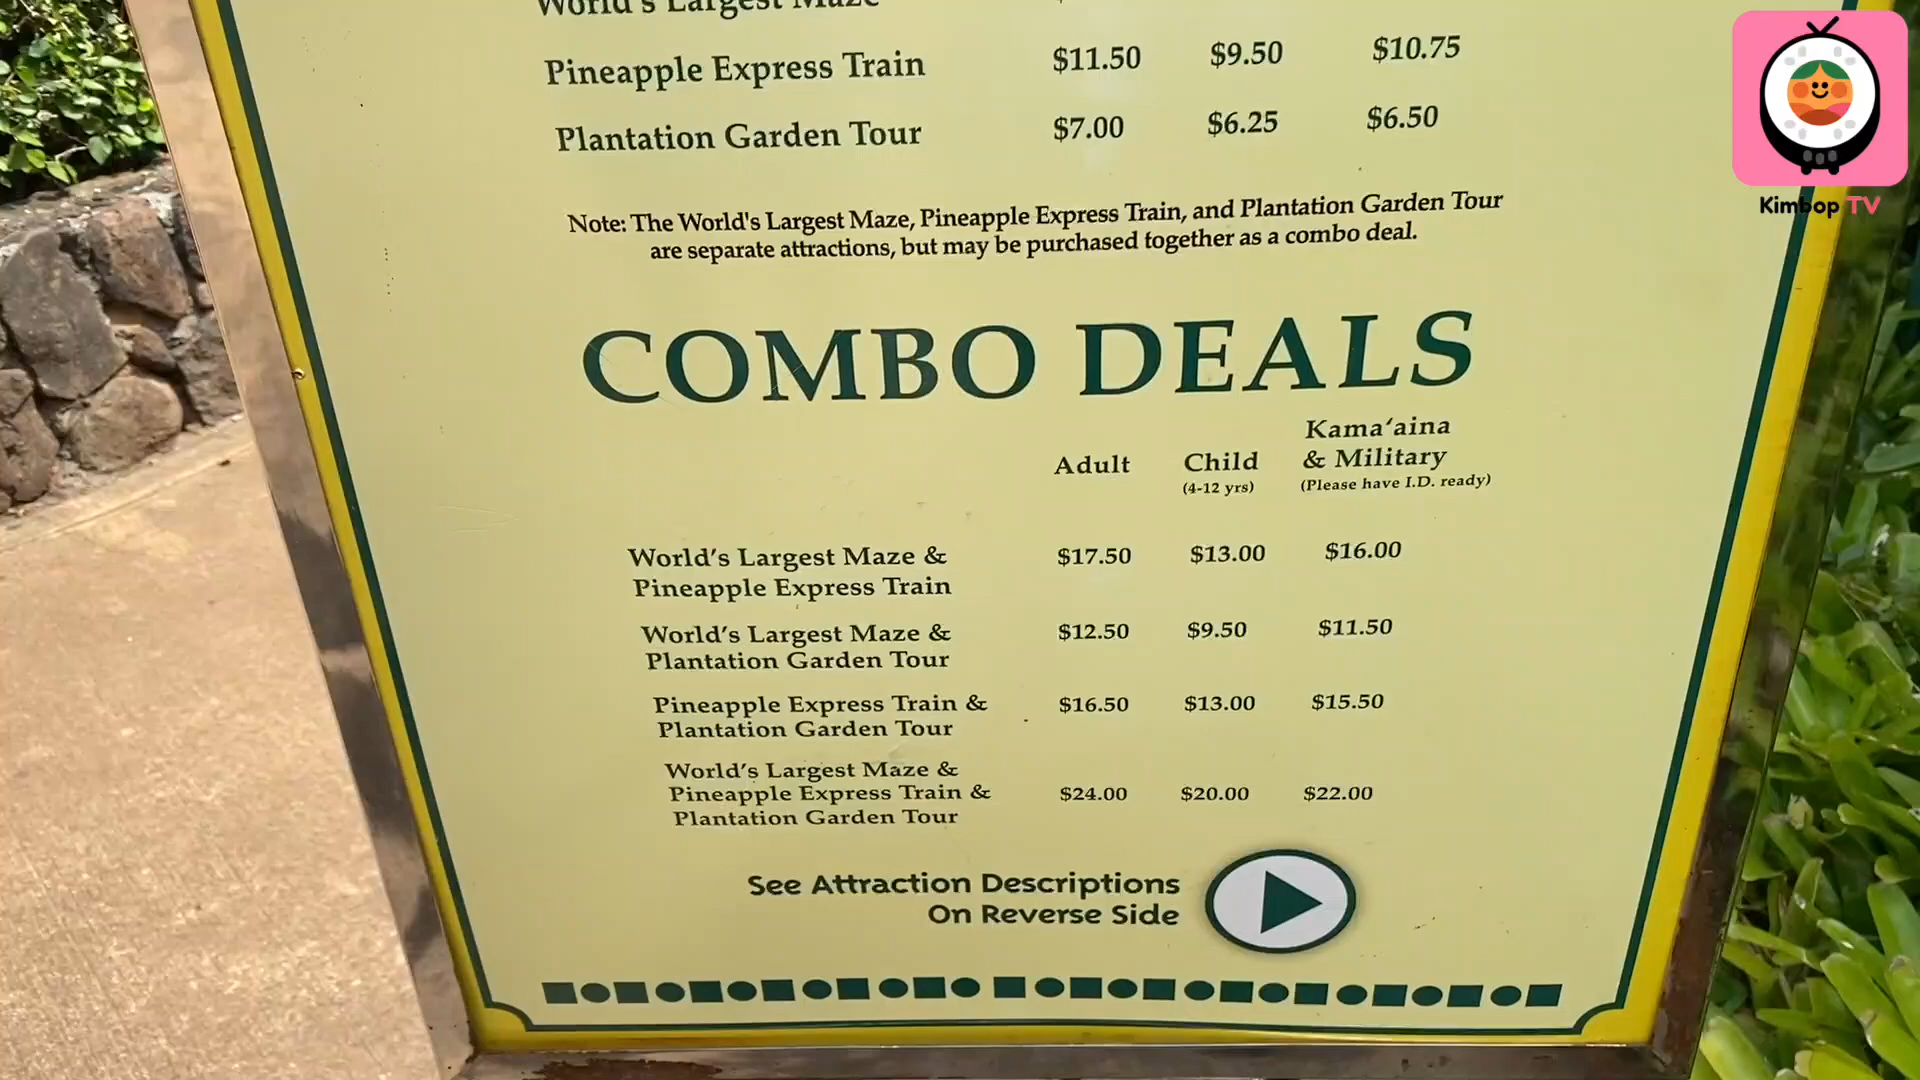 World's Largest Maze
Pineapple Express Train $11.50 $9.50 $10.75
Plantation Garden Tour $7.00 $6.25 $6.50
Note: The World's Largest Maze, Pineapple Express Train, and Plantation Garden Tour
are separate attractions, but may be purchased together as a combo deal.
COMBO DEALS
Adult Child Kamaʻaina
(4-12 yrs) & Military
(Please have I.D. ready)
World's Largest Maze & $17.50 $13.00 $16.00
Pineapple Express Train
World's Largest Maze & $12.50 $9.50 $11.50
Plantation Garden Tour
Pineapple Express Train & $16.50 $13.00 $15.50
Plantation Garden Tour
World's Largest Maze &
Pineapple Express Train & $24.00 $20.00 $22.00
Plantation Garden Tour
See Attraction Descriptions
On Reverse Side
Kimbop TV